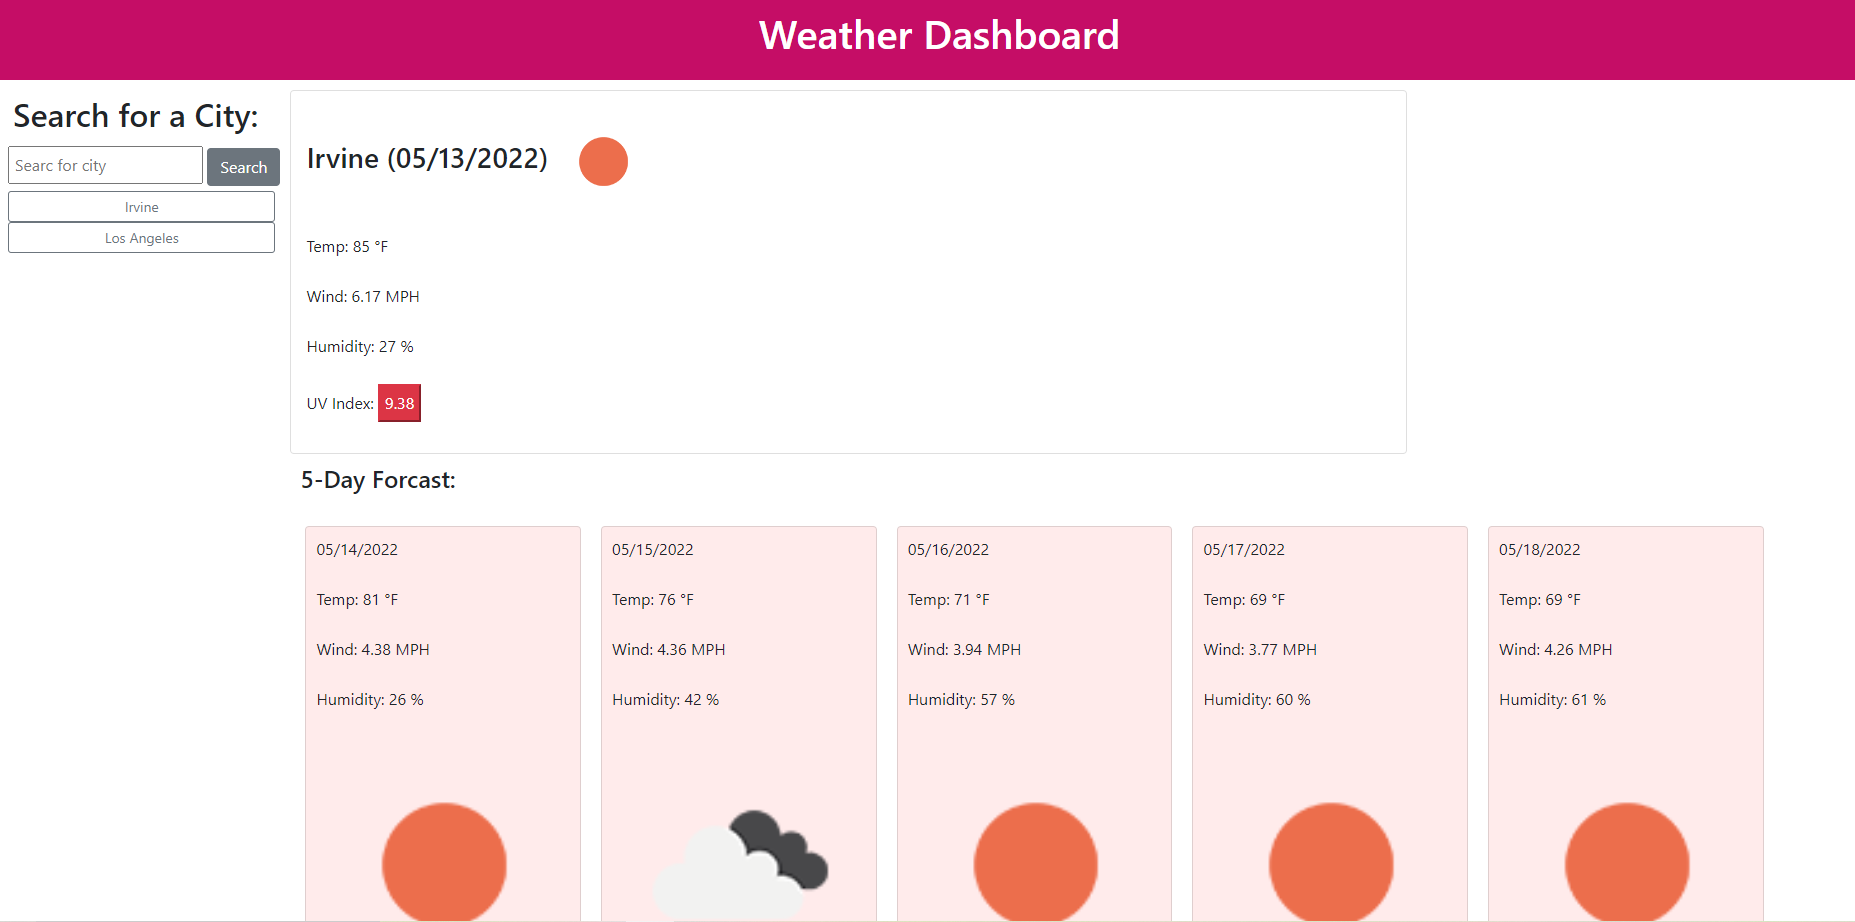 Weather Dashboard
Search for a City:
Searc for city
Search
Irvine
Los Angeles
Irvine (05/13/2022)
Temp: 85 °F
Wind: 6.17 MPH
Humidity: 27 %
UV Index: 9.38
5-Day Forcast:
05/14/2022
Temp: 81 °F
Wind: 4.38 MPH
Humidity: 26 %
05/15/2022
Temp: 76 °F
Wind: 4.36 MPH
Humidity: 42 %
05/16/2022
Temp: 71 °F
Wind: 3.94 MPH
Humidity: 57 %
05/17/2022
Temp: 69 °F
Wind: 3.77 MPH
Humidity: 60 %
05/18/2022
Temp: 69 °F
Wind: 4.26 MPH
Humidity: 61 %